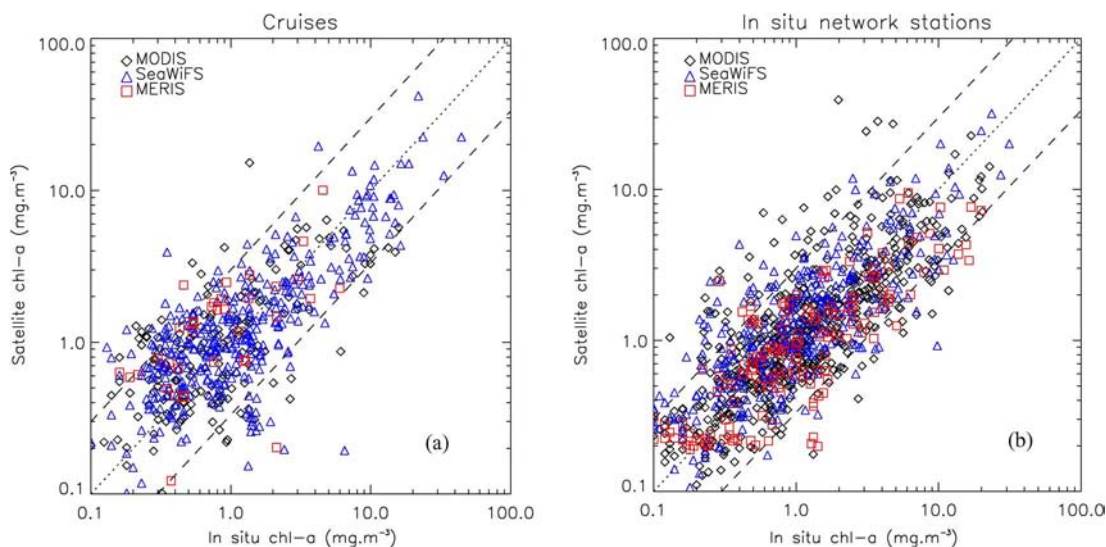 Cruises
100.0
10.0
1.0
0.1
Satellite chl-a (mg.m⁻³)
MODIS
SeaWiFS
MERIS
(a)
0.1 1.0 10.0 100.0
In situ chl-a (mg.m⁻³)
In situ network stations
100.0
10.0
1.0
0.1
Satellite chl-a (mg.m⁻³)
MODIS
SeaWiFS
MERIS
(b)
0.1 1.0 10.0 100.0
In situ chl-a (mg.m⁻³)